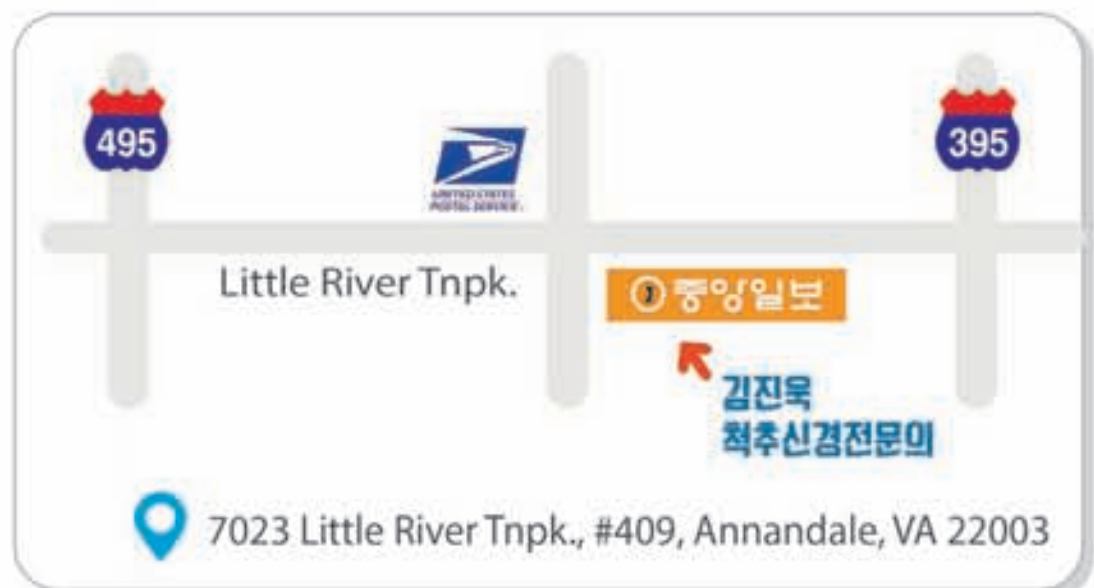 495
395
UNITED STATES
POSTAL SERVICE.
Little River Tnpk.
중앙일보
김진욱
척추신경전문의
7023 Little River Tnpk., #409, Annandale, VA 22003